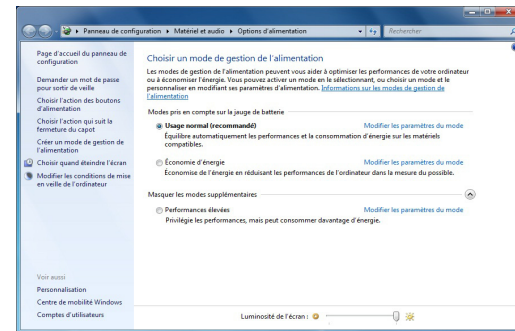 Panneau de configuration ▸ Matériel et audio ▸ Options d'alimentation
Rechercher
Page d'accueil du panneau de
configuration
Demander un mot de passe
pour sortir de veille
Choisir l'action des boutons
d'alimentation
Choisir l'action qui suit la
fermeture du capot
Créer un mode de gestion de
l'alimentation
Choisir quand éteindre l'écran
Modifier les conditions de mise
en veille de l'ordinateur
Voir aussi
Personnalisation
Centre de mobilité Windows
Comptes d'utilisateurs
Choisir un mode de gestion de l'alimentation
Les modes de gestion de l'alimentation peuvent vous aider à optimiser les performances de votre ordinateur
ou à économiser l'énergie. Vous pouvez activer un mode en le sélectionnant, ou choisir un mode et le
personnaliser en modifiant ses paramètres d'alimentation. Informations sur les modes de gestion de
l'alimentation
Modes pris en compte sur la jauge de batterie
Usage normal (recommandé) Modifier les paramètres du mode
Équilibre automatiquement les performances et la consommation d'énergie sur les matériels
compatibles.
Économie d'énergie Modifier les paramètres du mode
Économise de l'énergie en réduisant les performances de l'ordinateur dans la mesure du possible.
Masquer les modes supplémentaires
Performances élevées Modifier les paramètres du mode
Privilégie les performances, mais peut consommer davantage d'énergie.
Luminosité de l'écran :